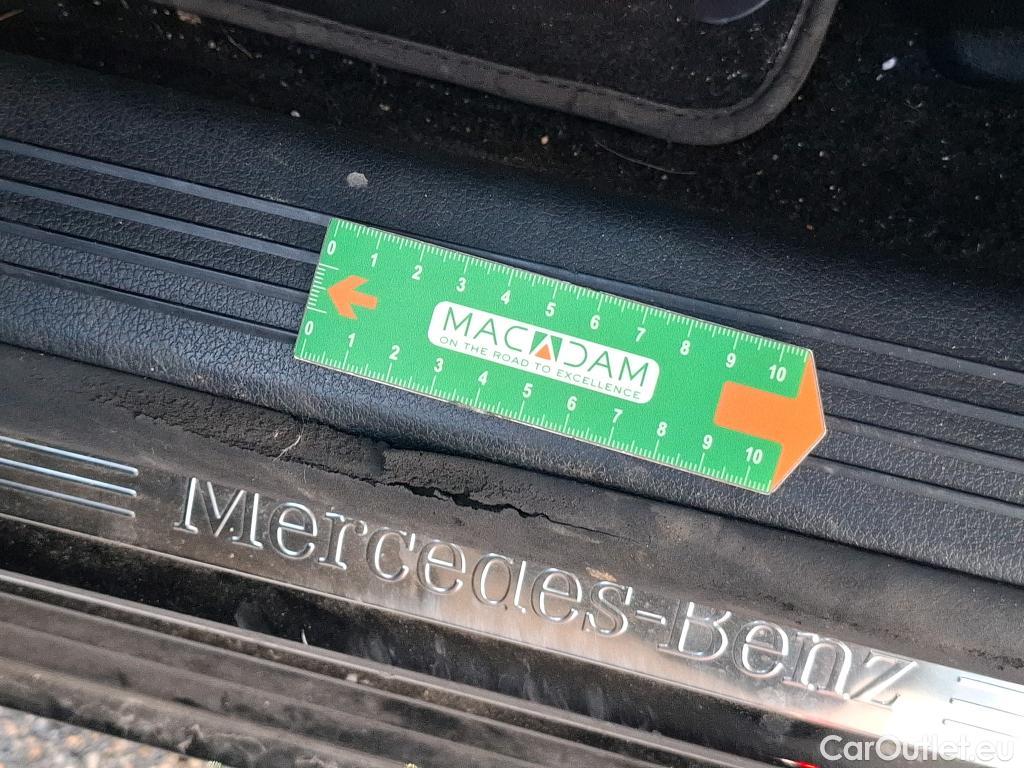 0 1 2 3 4 5 6 7 8 9 10
MACADAM
ON THE ROAD TO EXCELLENCE
0 1 2 3 4 5 6 7 8 9 10
Mercedes-Benz
CarOutlet.eu